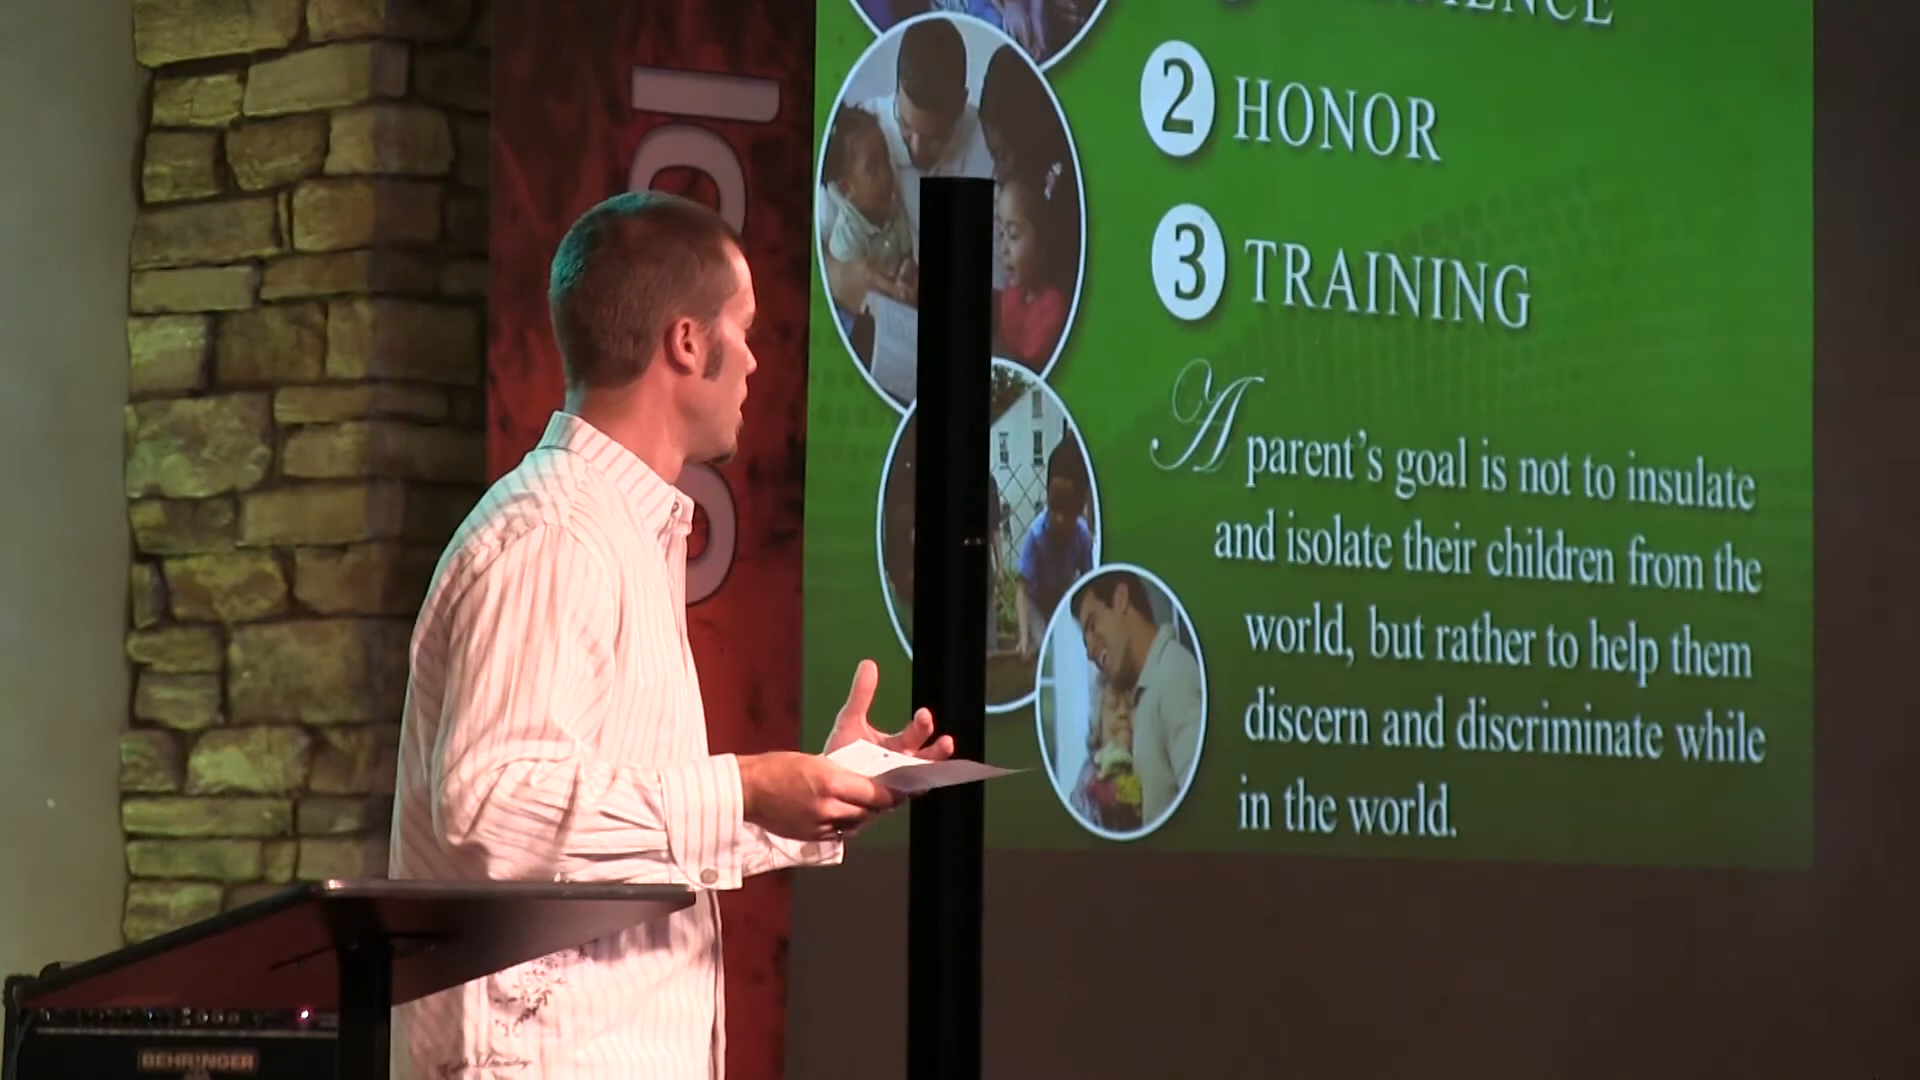 2 HONOR
3 TRAINING
A parent's goal is not to insulate
and isolate their children from the
world, but rather to help them
discern and discriminate while
in the world.
BEHRINGER